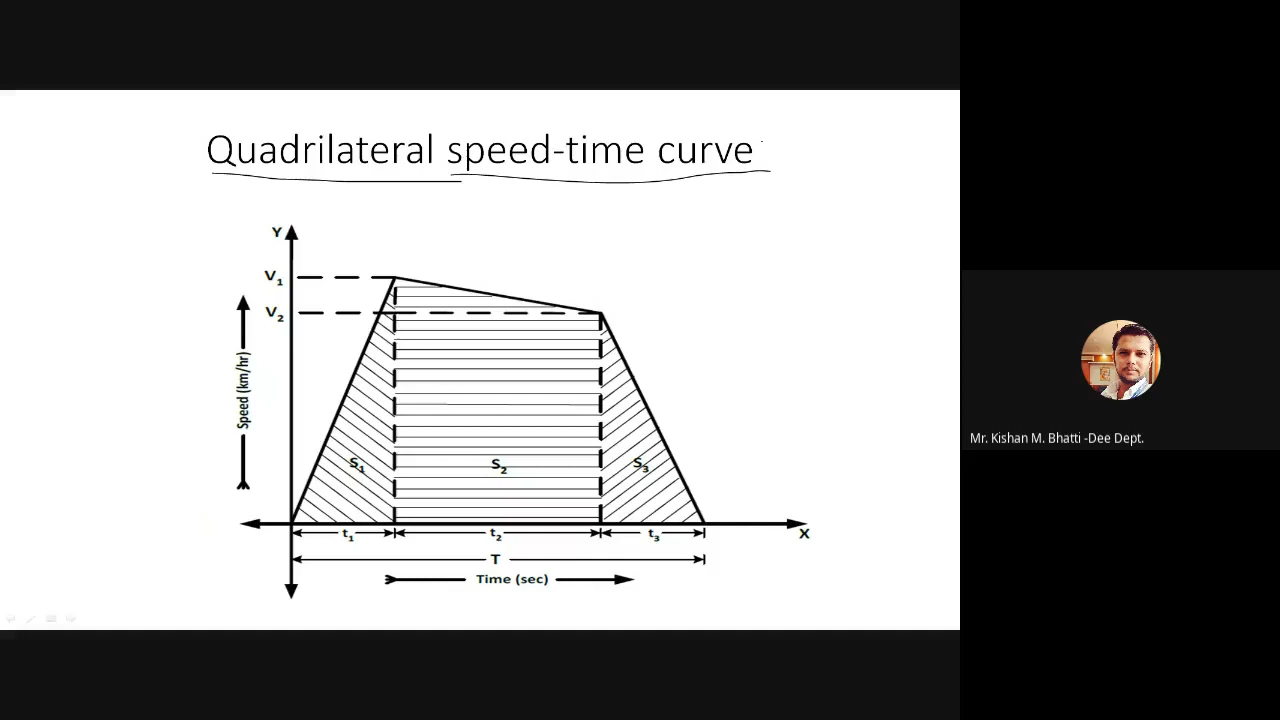 Quadrilateral speed-time curve
Y
V1
V2
Speed (km/hr)
S1
S2
S3
t1
t2
t3
X
T
Time (sec)
Mr. Kishan M. Bhatti -Dee Dept.